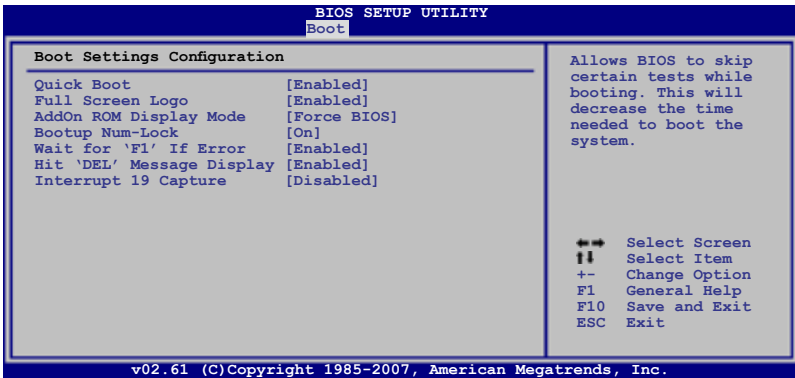 BIOS SETUP UTILITY
Boot
Boot Settings Configuration
Quick Boot [Enabled]
Full Screen Logo [Enabled]
AddOn ROM Display Mode [Force BIOS]
Bootup Num-Lock [On]
Wait for ‘F1’ If Error [Enabled]
Hit ‘DEL’ Message Display [Enabled]
Interrupt 19 Capture [Disabled]
Allows BIOS to skip
certain tests while
booting. This will
decrease the time
needed to boot the
system.
Select Screen
Select Item
+- Change Option
F1 General Help
F10 Save and Exit
ESC Exit
v02.61 (C)Copyright 1985-2007, American Megatrends, Inc.